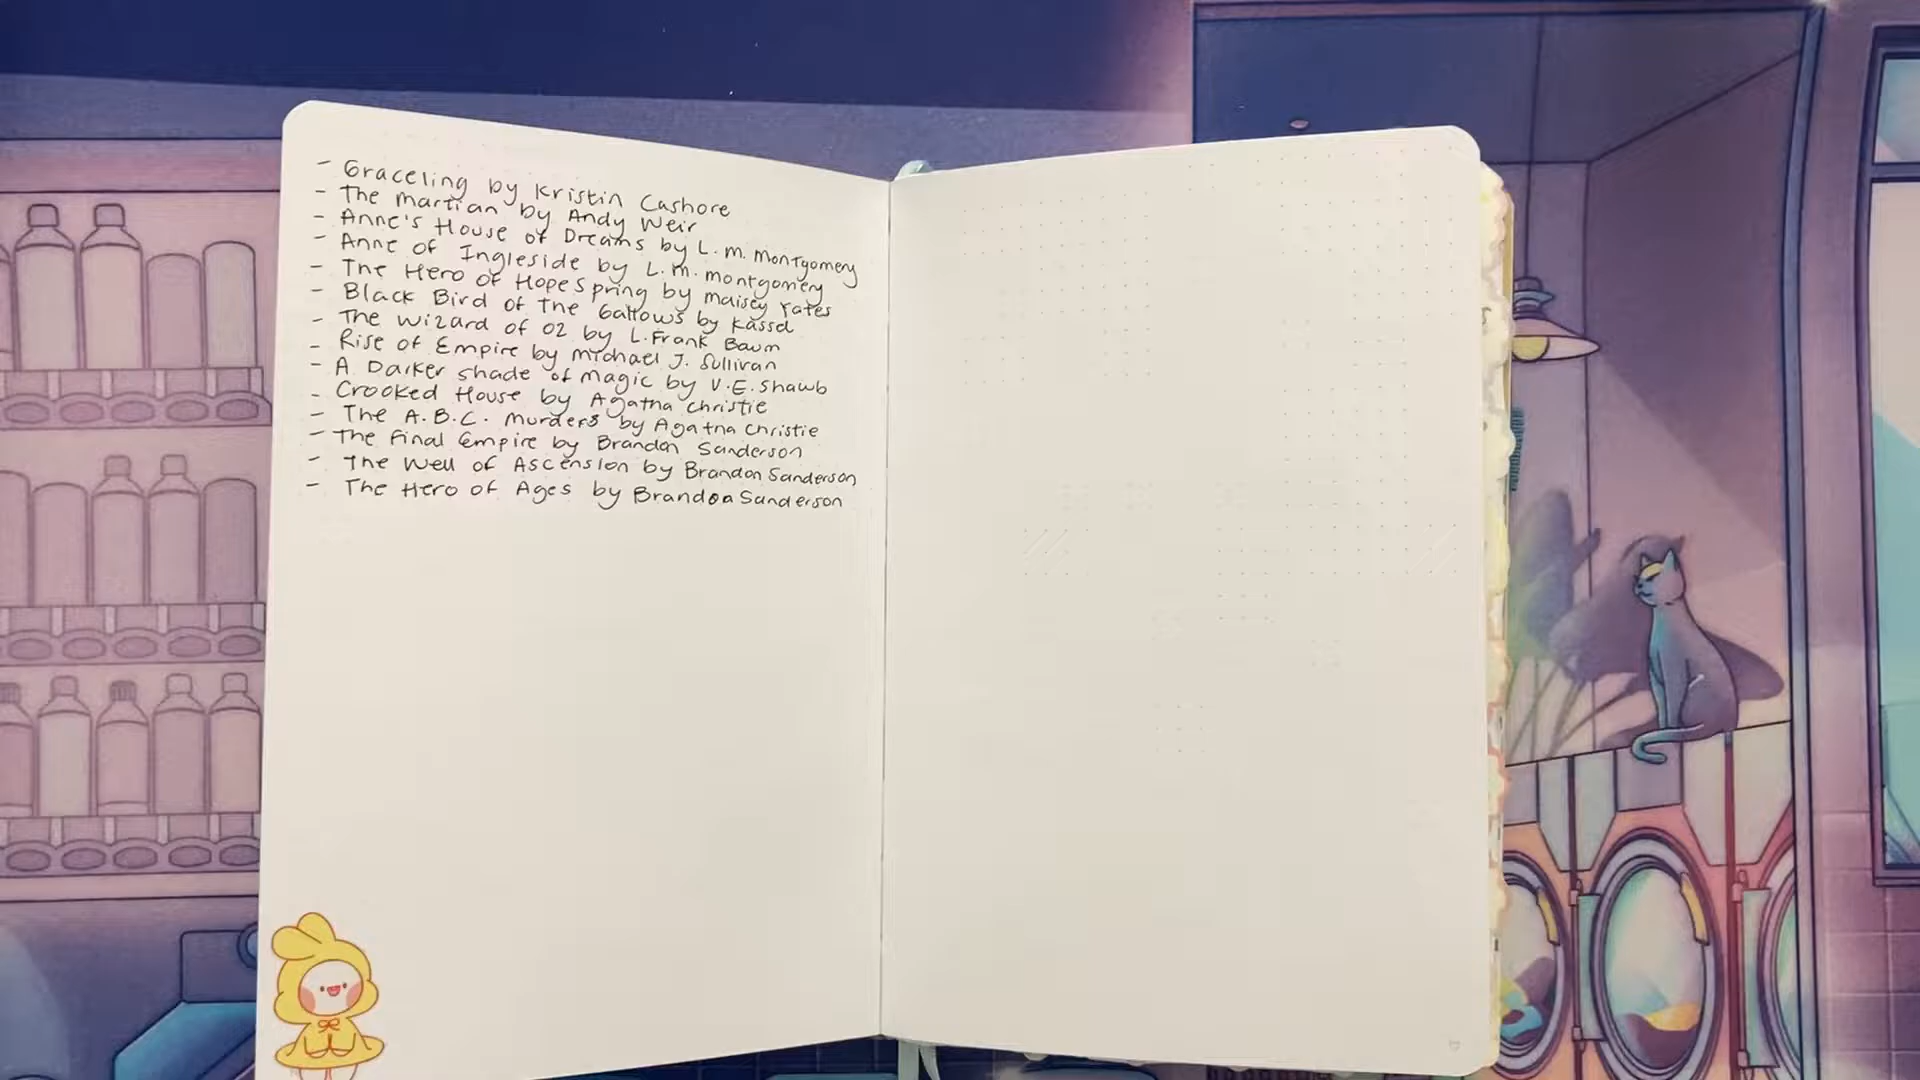 - Graceling by Kristin Cashore
- The Martian by Andy Weir
- Anne's House of Dreams by L.M. Montgomery
- Anne of Ingleside by L.M. Montgomery
- The Hero of Hope Spring by Maisey Yates
- Black Bird of The Gallows by Kassel
- The Wizard of Oz by L. Frank Baum
- Rise of Empire by Michael J. Sullivan
- A Darker Shade of Magic by V.E. Shawb
- Crooked House by Agatha Christie
- The A.B.C. Murders by Agatha Christie
- The Final Empire by Brandon Sanderson
- The Well of Ascension by Brandon Sanderson
- The Hero of Ages by Brandon Sanderson